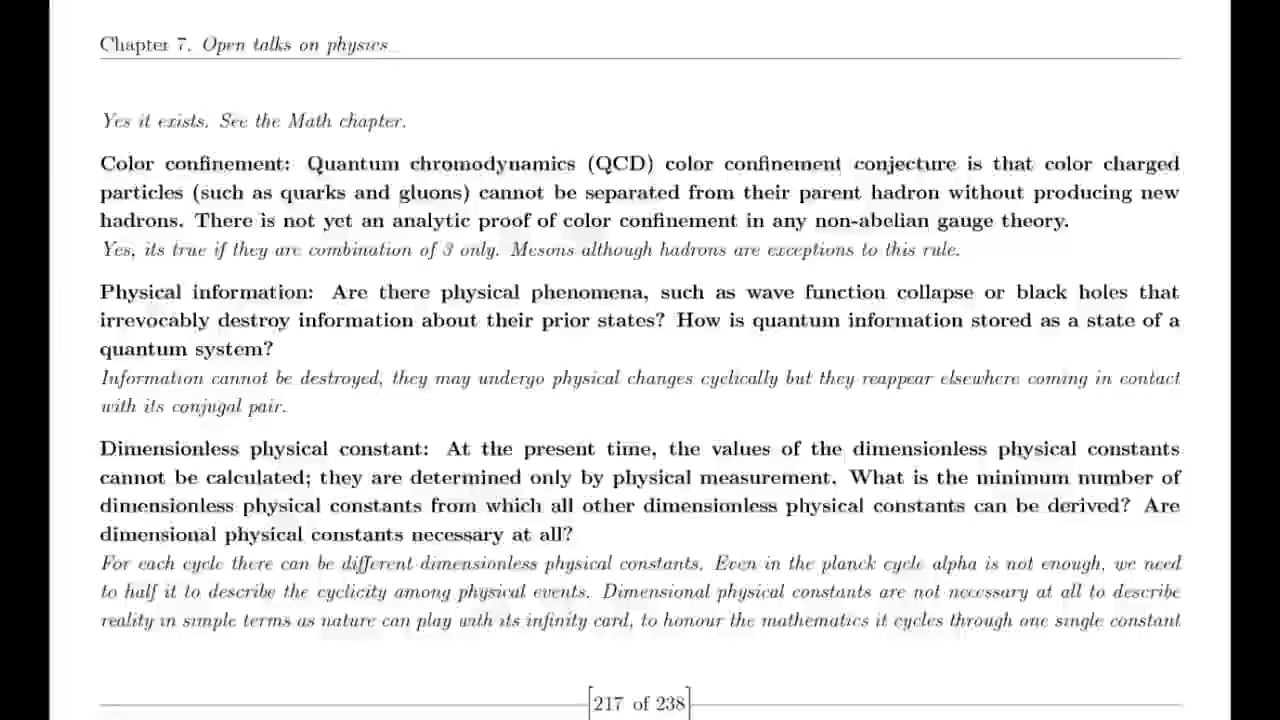 Chapter 7. Open talks on physics
Yes it exists. See the Math chapter.
Color confinement: Quantum chromodynamics (QCD) color confinement conjecture is that color charged
particles (such as quarks and gluons) cannot be separated from their parent hadron without producing new
hadrons. There is not yet an analytic proof of color confinement in any non-abelian gauge theory.
Yes, its true if they are combination of 3 only. Mesons although hadrons are exceptions to this rule.
Physical information: Are there physical phenomena, such as wave function collapse or black holes that
irrevocably destroy information about their prior states? How is quantum information stored as a state of a
quantum system?
Information cannot be destroyed, they may undergo physical changes cyclically but they reappear elsewhere coming in contact
with its conjugal pair.
Dimensionless physical constant: At the present time, the values of the dimensionless physical constants
cannot be calculated; they are determined only by physical measurement. What is the minimum number of
dimensionless physical constants from which all other dimensionless physical constants can be derived? Are
dimensional physical constants necessary at all?
For each cycle there can be different dimensionless physical constants. Even in the planck cycle alpha is not enough, we need
to half it to describe the cyclicity among physical events. Dimensional physical constants are not necessary at all to describe
reality in simple terms as nature can play with its infinity card, to honour the mathematics it cycles through one single constant
217 of 238